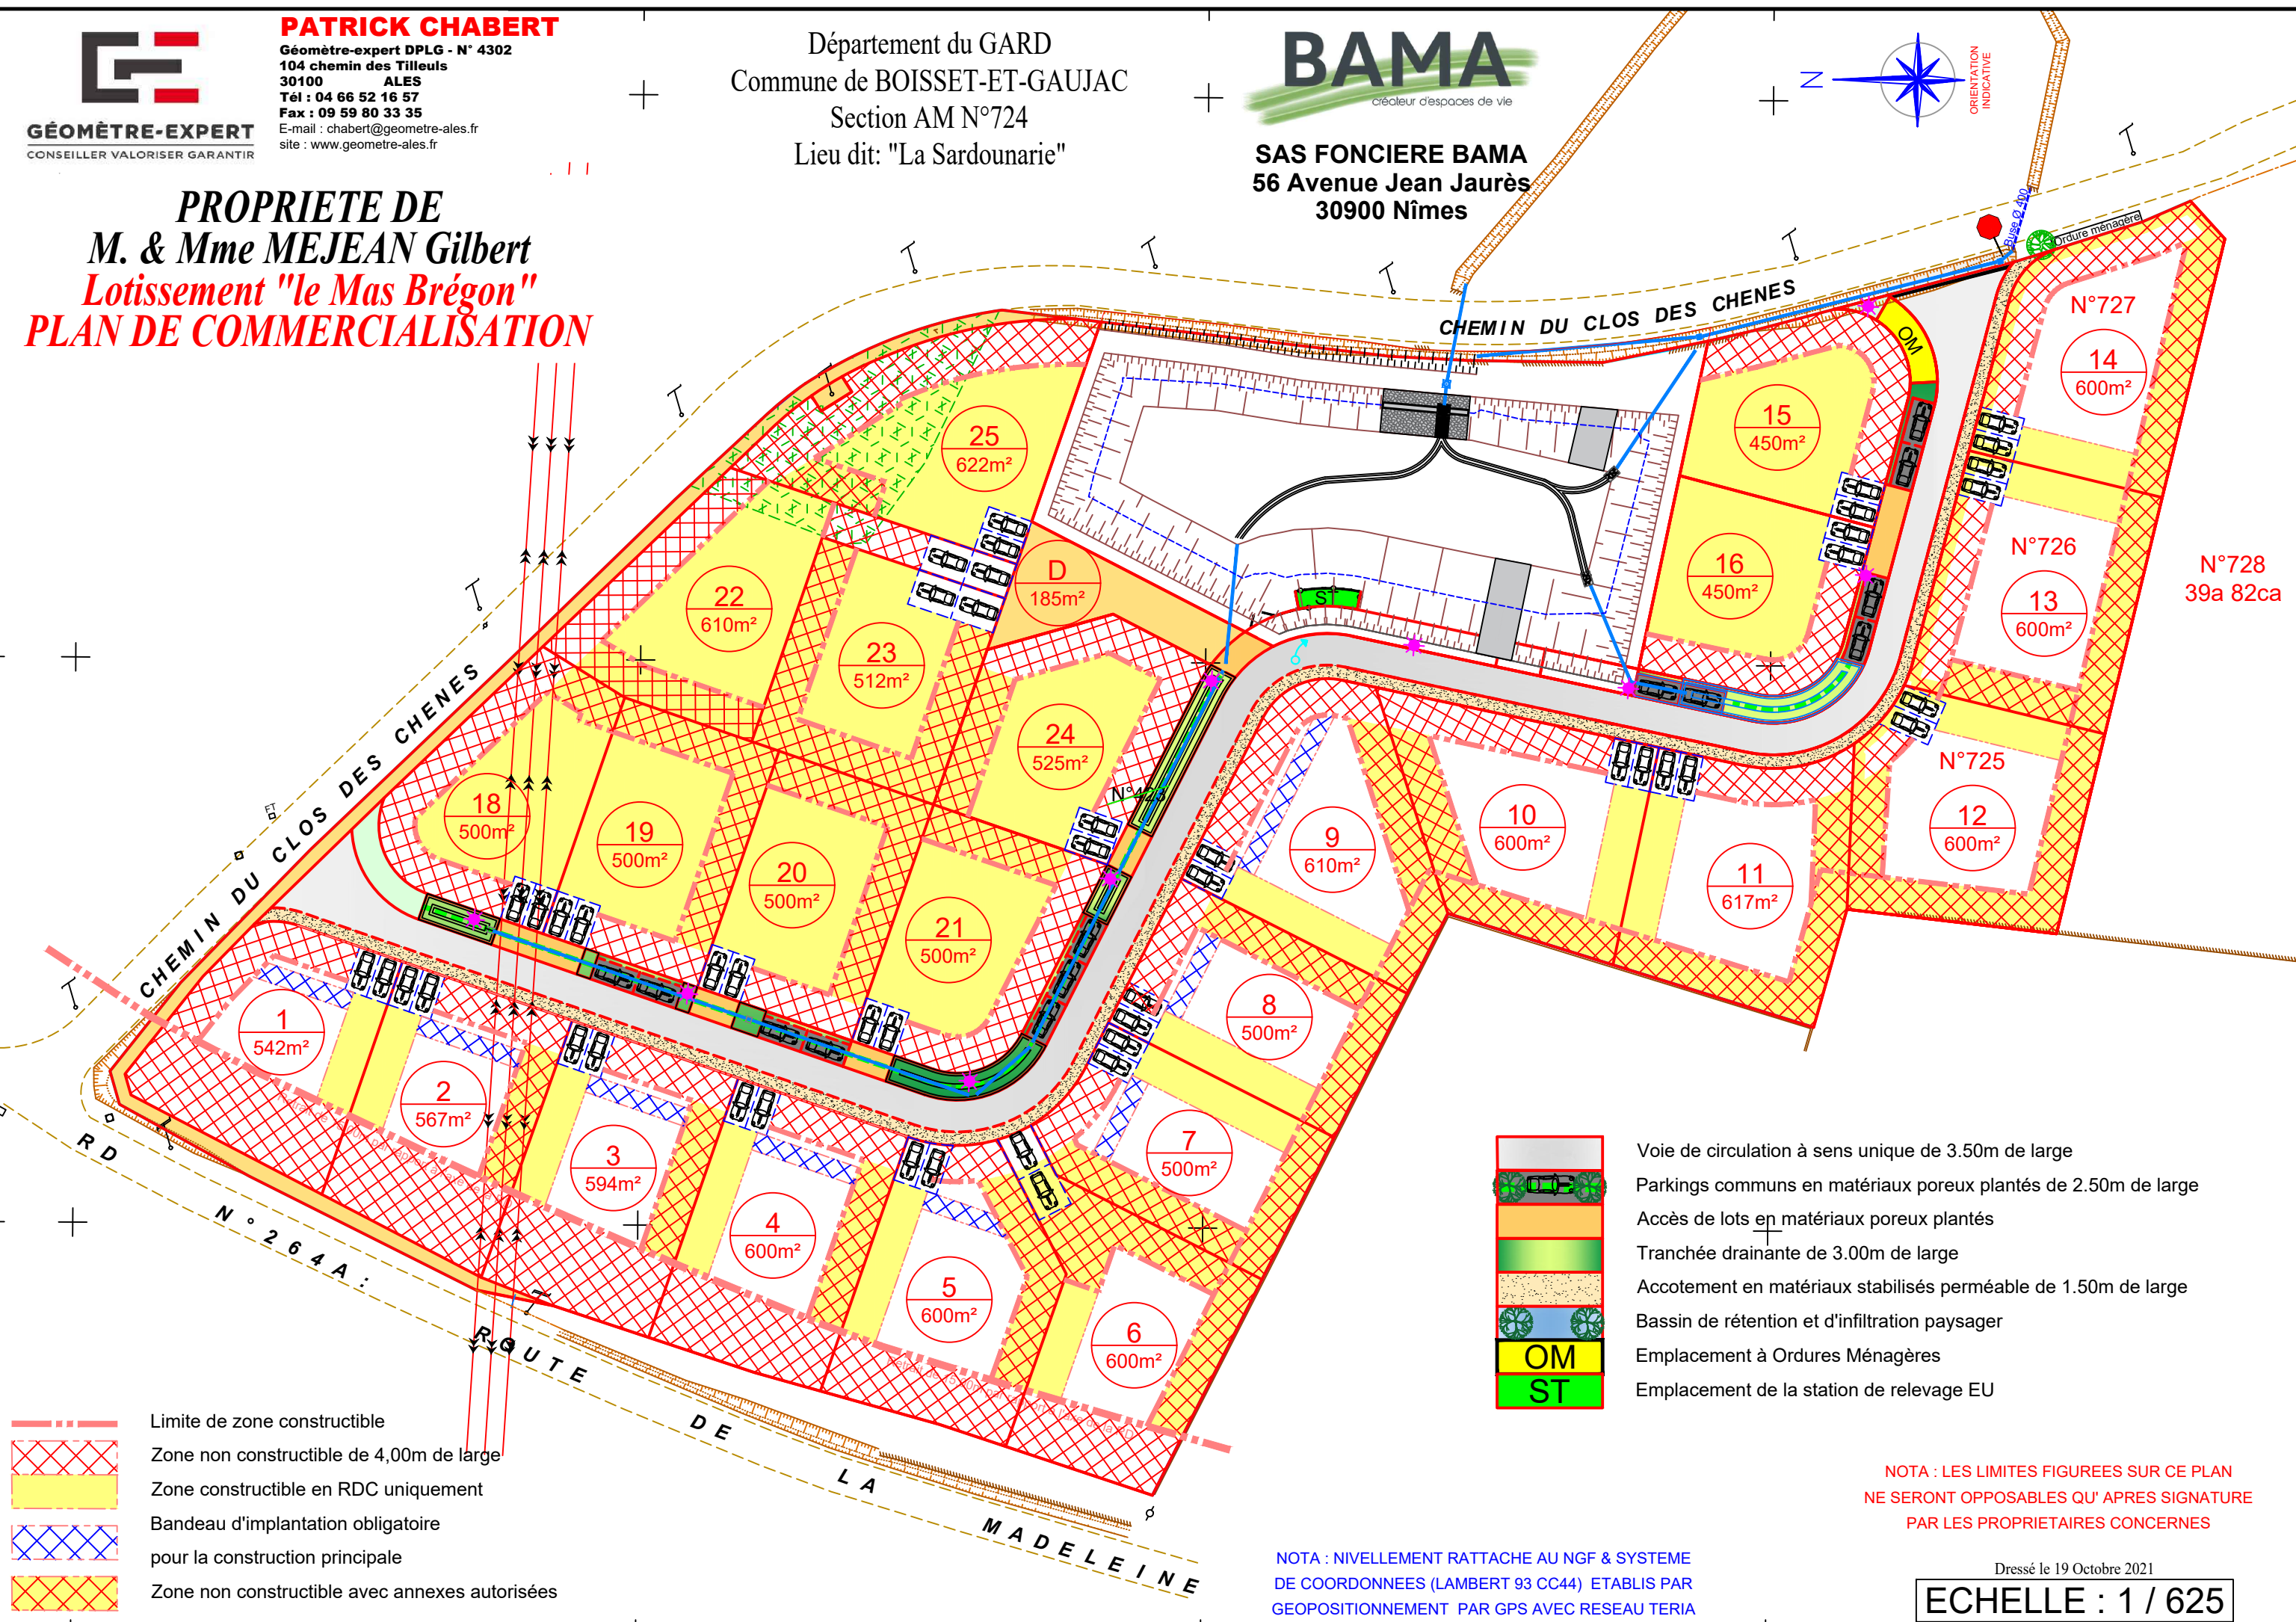 PATRICK CHABERT
Géomètre-expert DPLG - N° 4302
104 chemin des Tilleuls
30100 ALES
Tél : 04 66 52 16 57
Fax : 09 59 80 33 35
E-mail : chabert@geometre-ales.fr
site : www.geometre-ales.fr
GÉOMÈTRE-EXPERT
CONSEILLER VALORISER GARANTIR
Département du GARD
Commune de BOISSET-ET-GAUJAC
Section AM N°724
Lieu dit: "La Sardounarie"
BAMA
créateur d'espaces de vie
SAS FONCIERE BAMA
56 Avenue Jean Jaurès
30900 Nîmes
N
ORIENTATION
INDICATIVE
PROPRIETE DE
M. & Mme MEJEAN Gilbert
Lotissement "le Mas Brégon"
PLAN DE COMMERCIALISATION
Buse Ø 400
Ordure ménagère
CHEMIN DU CLOS DES CHENES
OM
N°727
14
600m²
15
450m²
25
622m²
N°726
13
600m²
N°728
39a 82ca
16
450m²
D
185m²
ST
22
610m²
23
512m²
24
525m²
N°423
N°725
12
600m²
18
500m²
19
500m²
20
500m²
21
500m²
9
610m²
10
600m²
11
617m²
FT
CHEMIN DU CLOS DES CHENES
1
542m²
2
567m²
3
594m²
4
600m²
5
600m²
6
600m²
7
500m²
8
500m²
RD N°264A: ROUTE DE LA MADELEINE
Voie de circulation à sens unique de 3.50m de large
Parkings communs en matériaux poreux plantés de 2.50m de large
Accès de lots en matériaux poreux plantés
Tranchée drainante de 3.00m de large
Accotement en matériaux stabilisés perméable de 1.50m de large
Bassin de rétention et d'infiltration paysager
OM Emplacement à Ordures Ménagères
ST Emplacement de la station de relevage EU
Limite de zone constructible
Zone non constructible de 4,00m de large
Zone constructible en RDC uniquement
Bandeau d'implantation obligatoire
pour la construction principale
Zone non constructible avec annexes autorisées
NOTA : NIVELLEMENT RATTACHE AU NGF & SYSTEME
DE COORDONNEES (LAMBERT 93 CC44) ETABLIS PAR
GEOPOSITIONNEMENT PAR GPS AVEC RESEAU TERIA
NOTA : LES LIMITES FIGUREES SUR CE PLAN
NE SERONT OPPOSABLES QU' APRES SIGNATURE
PAR LES PROPRIETAIRES CONCERNES
Dressé le 19 Octobre 2021
ECHELLE : 1 / 625